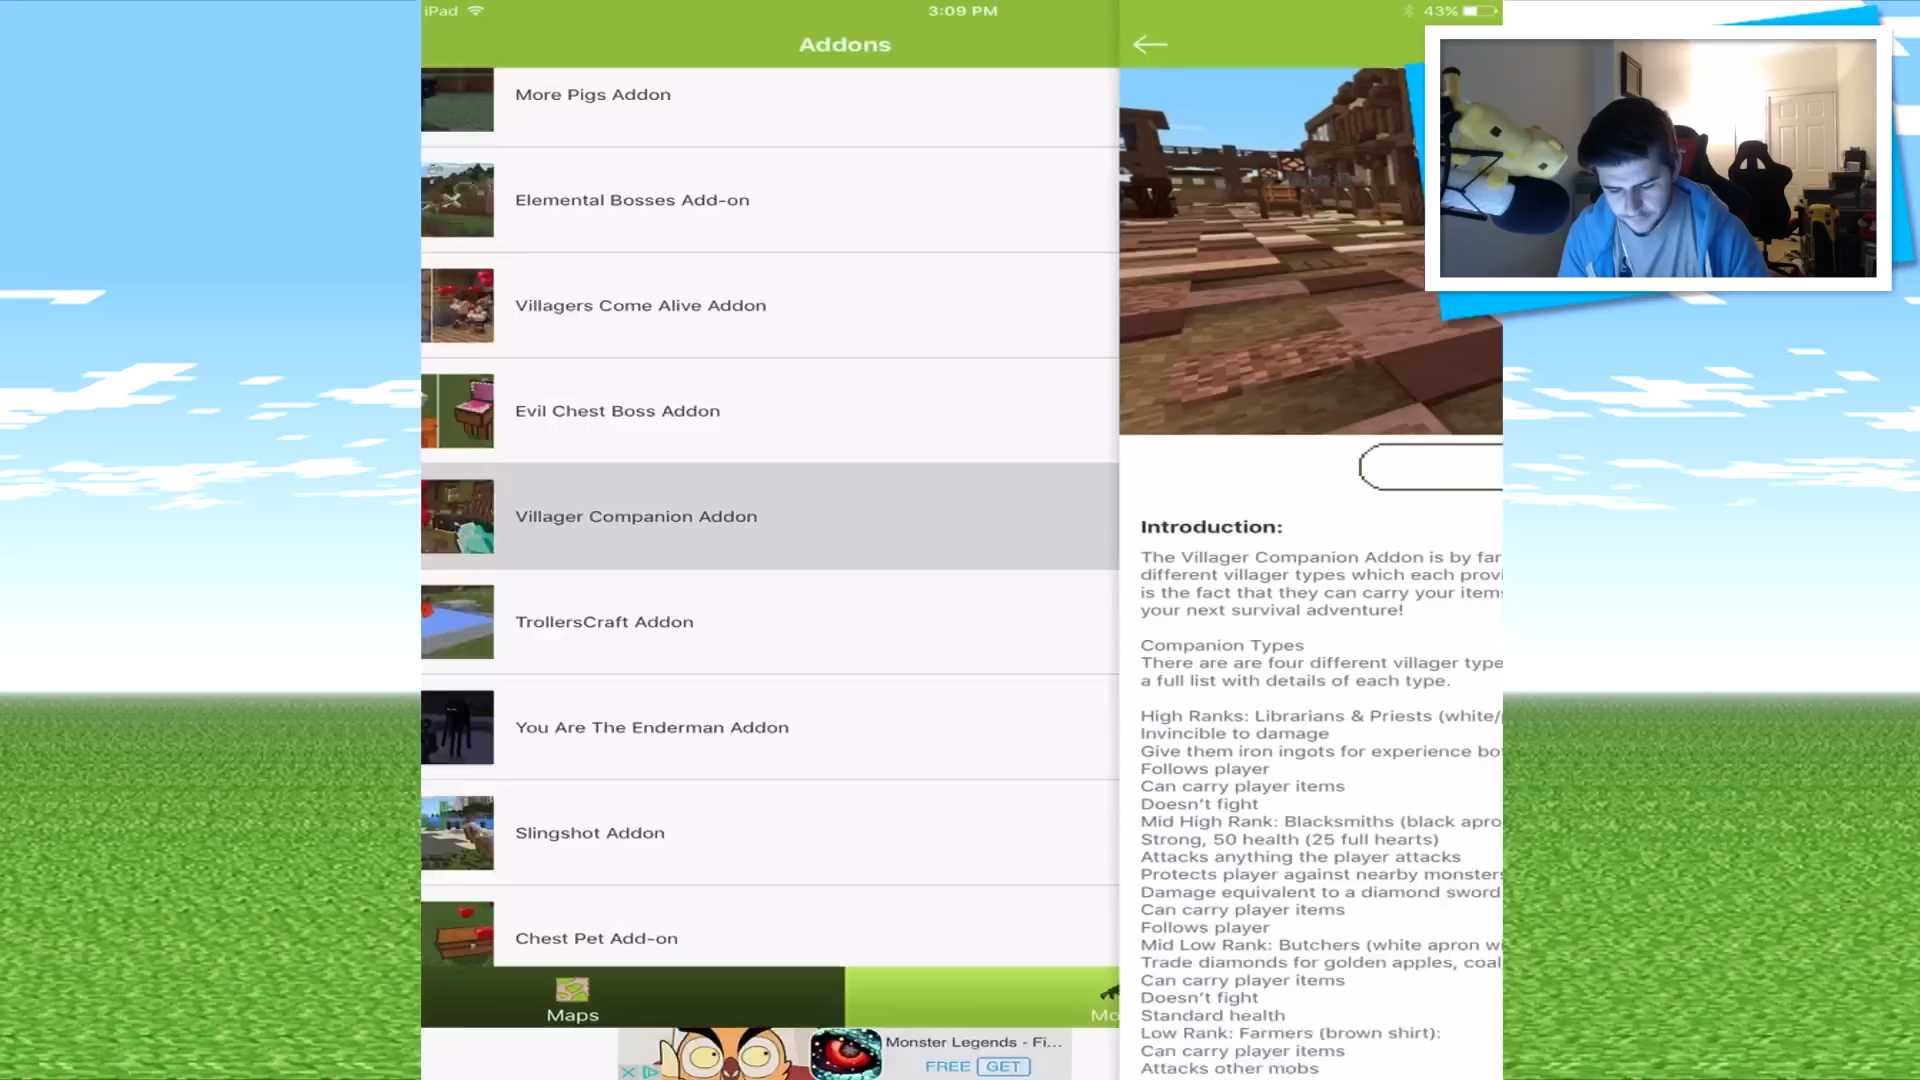 iPad
3:09 PM
43%
Addons
More Pigs Addon
Elemental Bosses Add-on
Villagers Come Alive Addon
Evil Chest Boss Addon
Villager Companion Addon
TrollersCraft Addon
You Are The Enderman Addon
Slingshot Addon
Chest Pet Add-on
Maps
Mo
Monster Legends - Fi...
FREE
GET
Introduction:
The Villager Companion Addon is by far
different villager types which each provi
is the fact that they can carry your items
your next survival adventure!
Companion Types
There are are four different villager type
a full list with details of each type.
High Ranks: Librarians & Priests (white/
Invincible to damage
Give them iron ingots for experience bo
Follows player
Can carry player items
Doesn't fight
Mid High Rank: Blacksmiths (black apro
Strong, 50 health (25 full hearts)
Attacks anything the player attacks
Protects player against nearby monsters
Damage equivalent to a diamond sword
Can carry player items
Follows player
Mid Low Rank: Butchers (white apron w
Trade diamonds for golden apples, coal
Can carry player items
Doesn't fight
Standard health
Low Rank: Farmers (brown shirt):
Can carry player items
Attacks other mobs